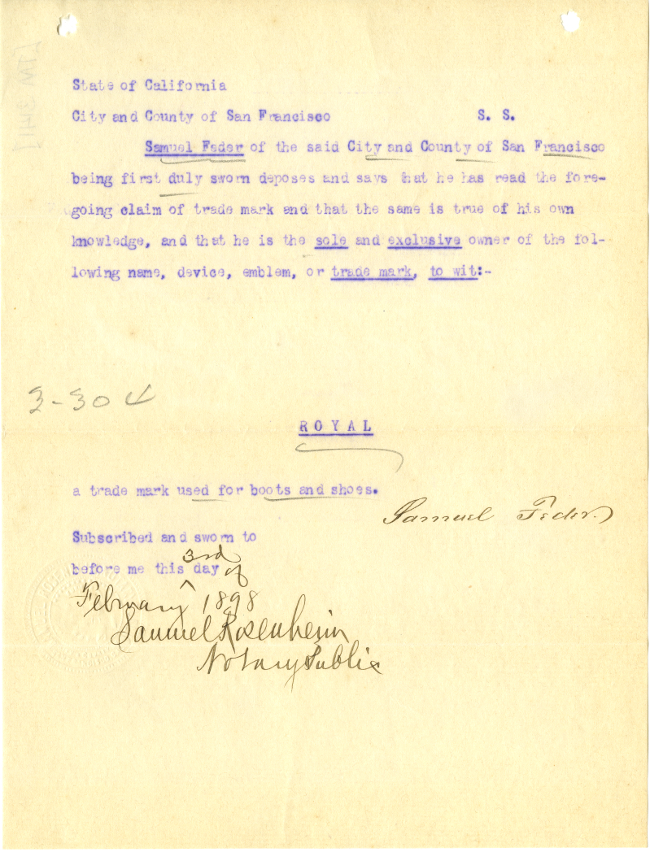 State of California
City and County of San Francisco S. S.
Samuel Feder of the said City and County of San Francisco
being first duly sworn deposes and says that he has read the fore-
going claim of trade mark and that the same is true of his own
knowledge, and that he is the sole and exclusive owner of the fol-
lowing name, device, emblem, or trade mark, to wit:-
3-304
ROYAL
a trade mark used for boots and shoes.
Samuel Feder
Subscribed and sworn to
before me this 3rd day of
February 1898
Samuel Rosenheim
Notary Public